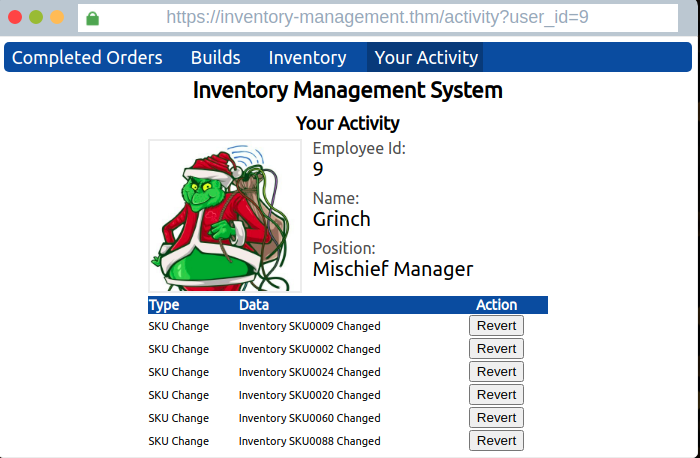 https://inventory-management.thm/activity?user_id=9
Completed Orders Builds Inventory Your Activity
Inventory Management System
Your Activity
Employee Id:
9
Name:
Grinch
Position:
Mischief Manager
Type Data Action
SKU Change Inventory SKU0009 Changed Revert
SKU Change Inventory SKU0002 Changed Revert
SKU Change Inventory SKU0024 Changed Revert
SKU Change Inventory SKU0020 Changed Revert
SKU Change Inventory SKU0060 Changed Revert
SKU Change Inventory SKU0088 Changed Revert